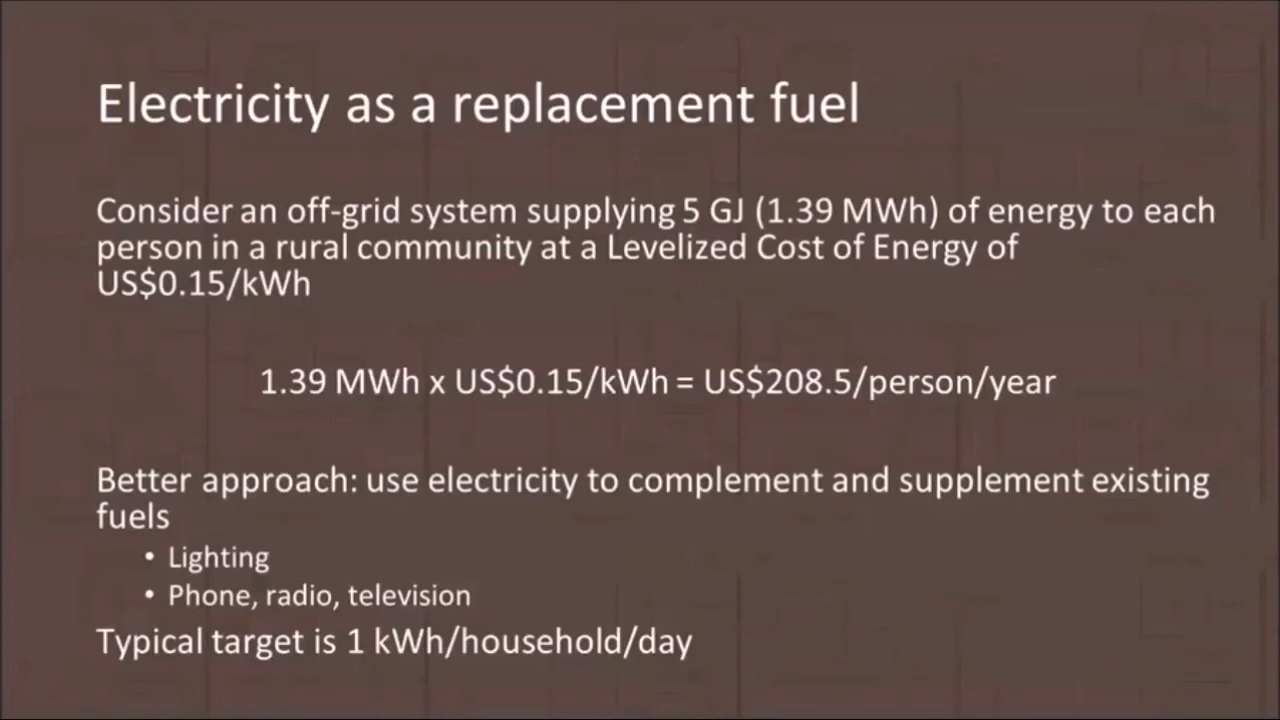 Electricity as a replacement fuel
Consider an off-grid system supplying 5 GJ (1.39 MWh) of energy to each
person in a rural community at a Levelized Cost of Energy of
US$0.15/kWh
1.39 MWh x US$0.15/kWh = US$208.5/person/year
Better approach: use electricity to complement and supplement existing
fuels
• Lighting
• Phone, radio, television
Typical target is 1 kWh/household/day